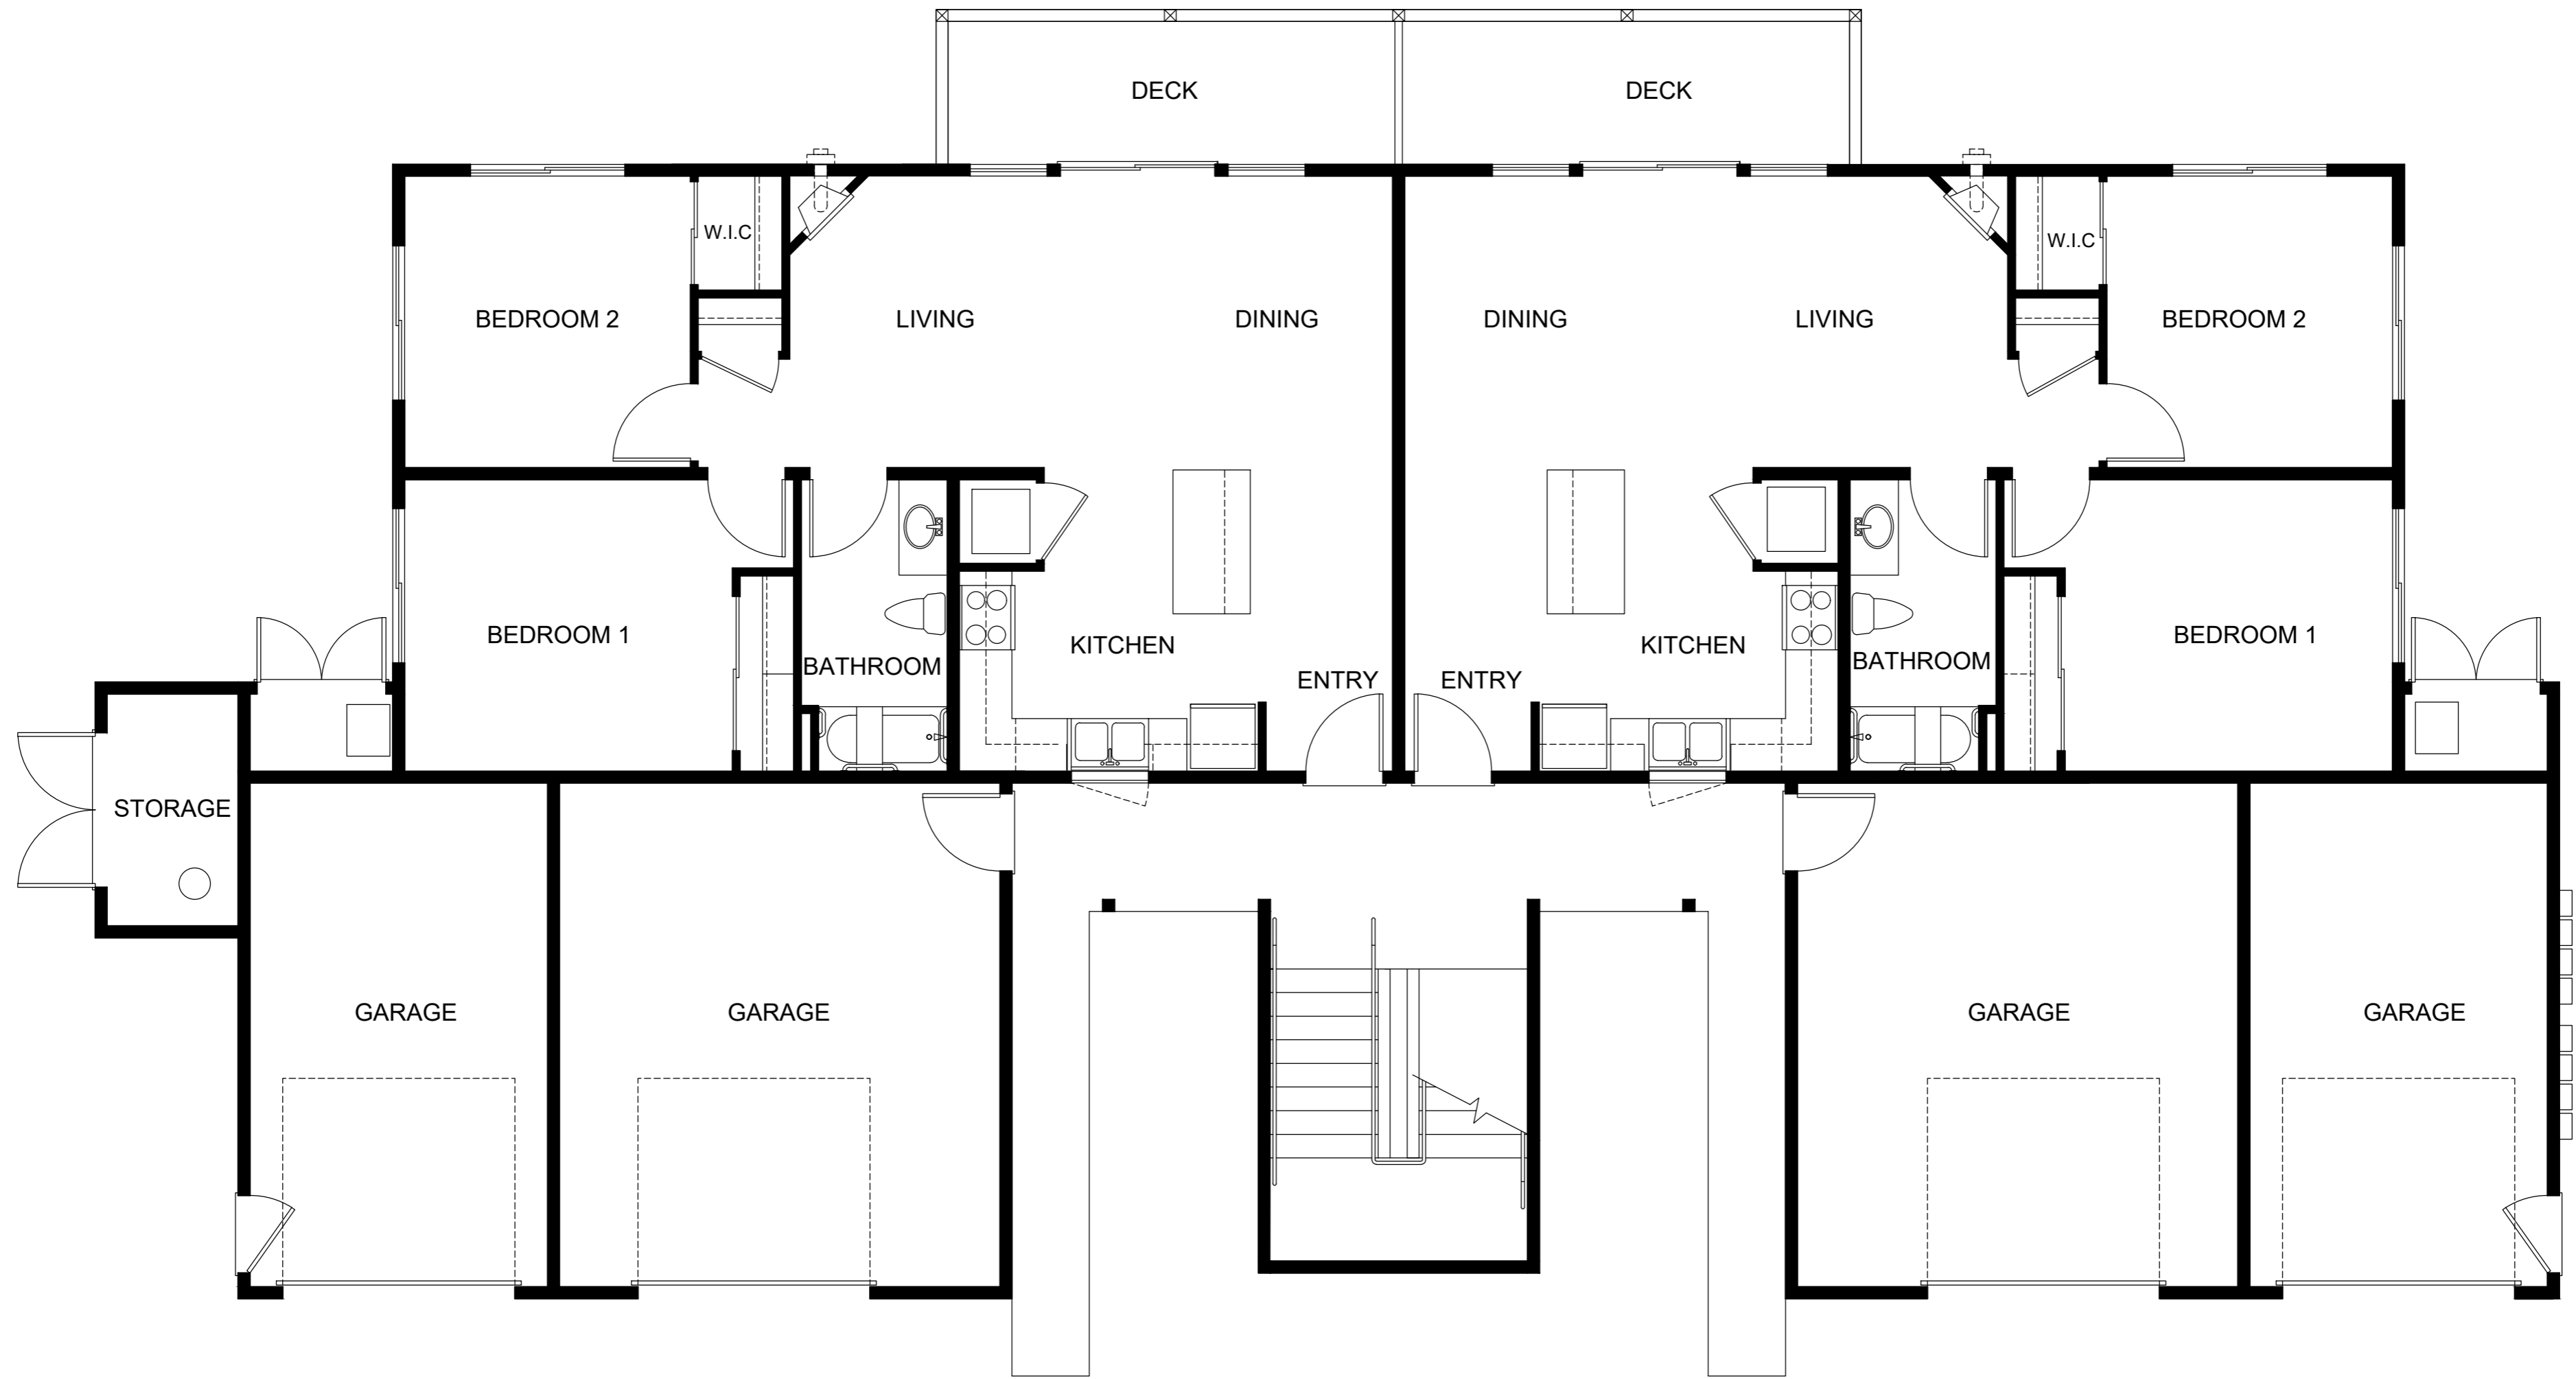 DECK
DECK
W.I.C
W.I.C
BEDROOM 2
LIVING
DINING
DINING
LIVING
BEDROOM 2
BEDROOM 1
KITCHEN
KITCHEN
BEDROOM 1
BATHROOM
BATHROOM
ENTRY
ENTRY
STORAGE
GARAGE
GARAGE
GARAGE
GARAGE